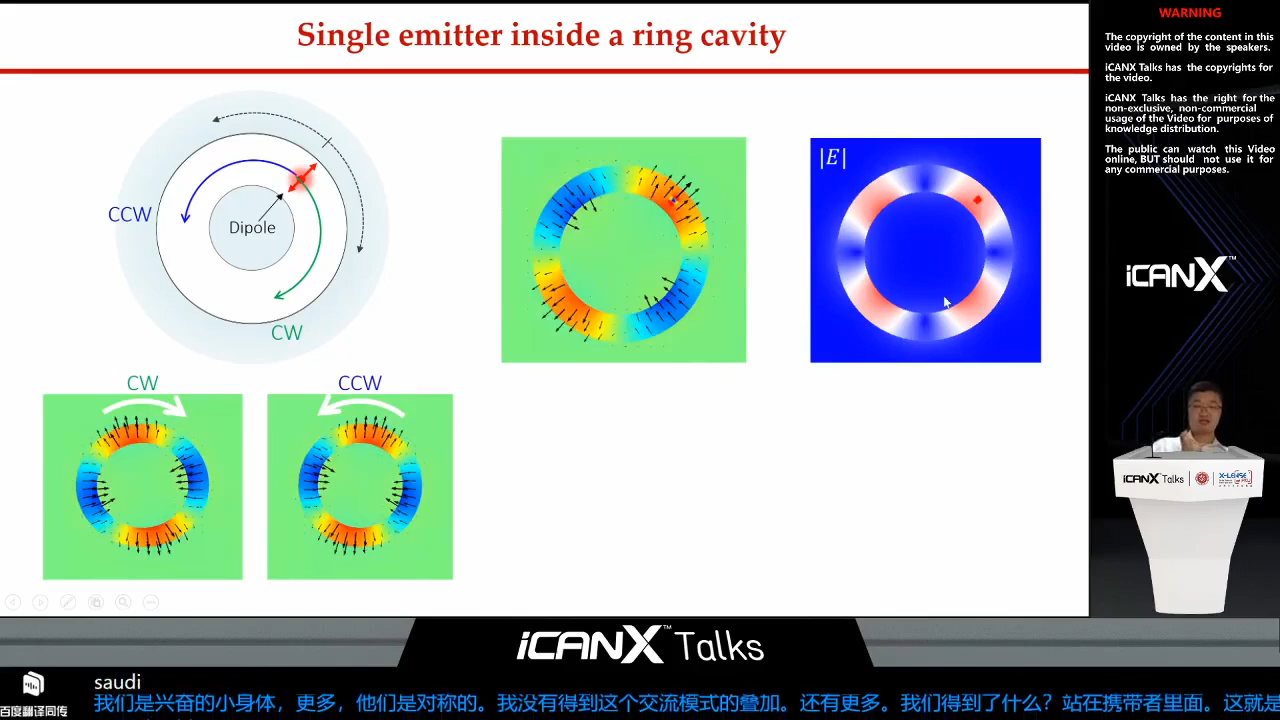 Single emitter inside a ring cavity
CCW
Dipole
CW
|E|
CW
CCW
WARNING
The copyright of the content in this
video is owned by the speakers.
iCANX Talks has the copyrights for
the video.
iCANX Talks has the right for the
non-exclusive, non-commercial
usage of the Video for purposes of
knowledge distribution.
The public can watch this Video
online, BUT should not use it for
any commercial purposes.
iCANX™
iCANX Talks
iCANX™ Talks
saudi
我们是兴奋的小身体，更多，他们是对称的。我没有得到这个交流模式的叠加。还有更多。我们得到了什么？站在携带者里面。这就是
百度翻译同传